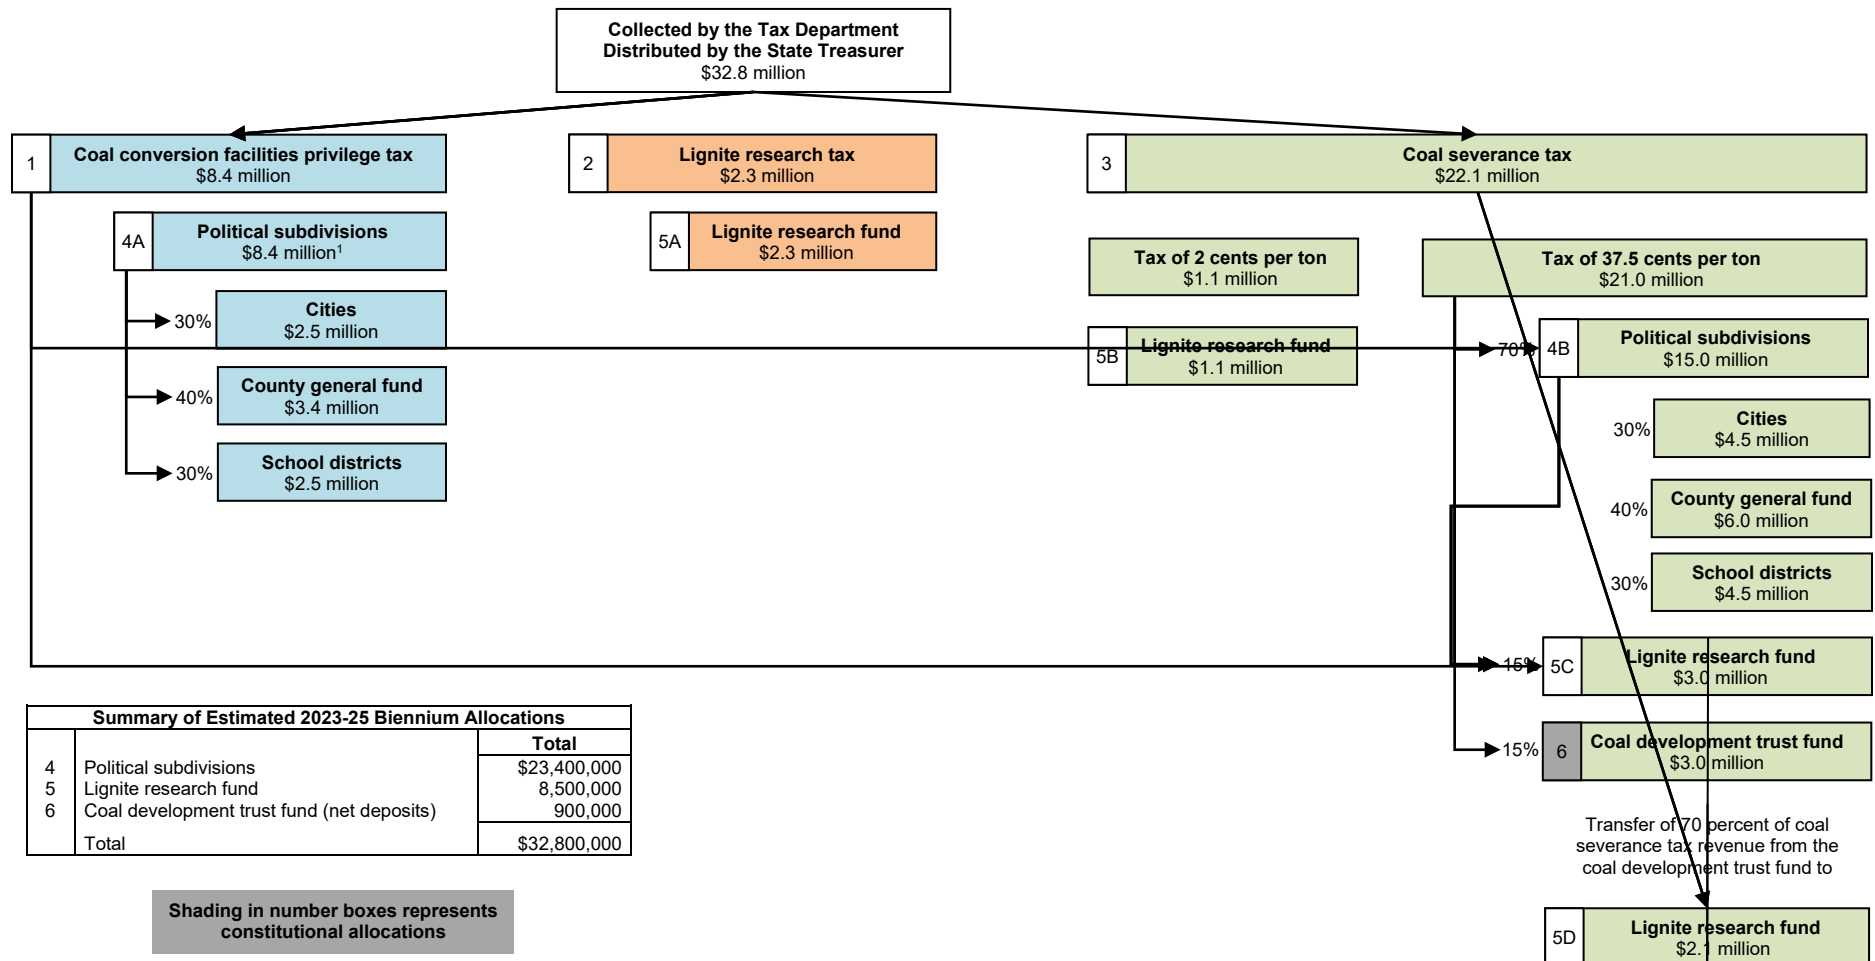 Collected by the Tax Department
Distributed by the State Treasurer
$32.8 million
1
Coal conversion facilities privilege tax
$8.4 million
2
Lignite research tax
$2.3 million
3
Coal severance tax
$22.1 million
4A
Political subdivisions
$8.4 million¹
5A
Lignite research fund
$2.3 million
Tax of 2 cents per ton
$1.1 million
Tax of 37.5 cents per ton
$21.0 million
30%
Cities
$2.5 million
5B
Lignite research fund
$1.1 million
70%
4B
Political subdivisions
$15.0 million
40%
County general fund
$3.4 million
30%
Cities
$4.5 million
30%
School districts
$2.5 million
40%
County general fund
$6.0 million
30%
School districts
$4.5 million
15%
5C
Lignite research fund
$3.0 million
15%
6
Coal development trust fund
$3.0 million
Summary of Estimated 2023-25 Biennium Allocations
Total
4 Political subdivisions $23,400,000
5 Lignite research fund 8,500,000
6 Coal development trust fund (net deposits) 900,000
Total $32,800,000
Transfer of 70 percent of coal
severance tax revenue from the
coal development trust fund to
Shading in number boxes represents
constitutional allocations
5D
Lignite research fund
$2.1 million